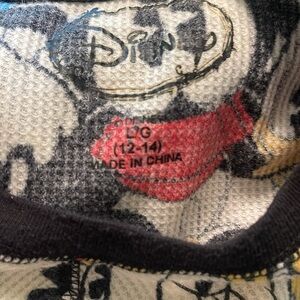 Disney
L/G
(12-14)
MADE IN CHINA